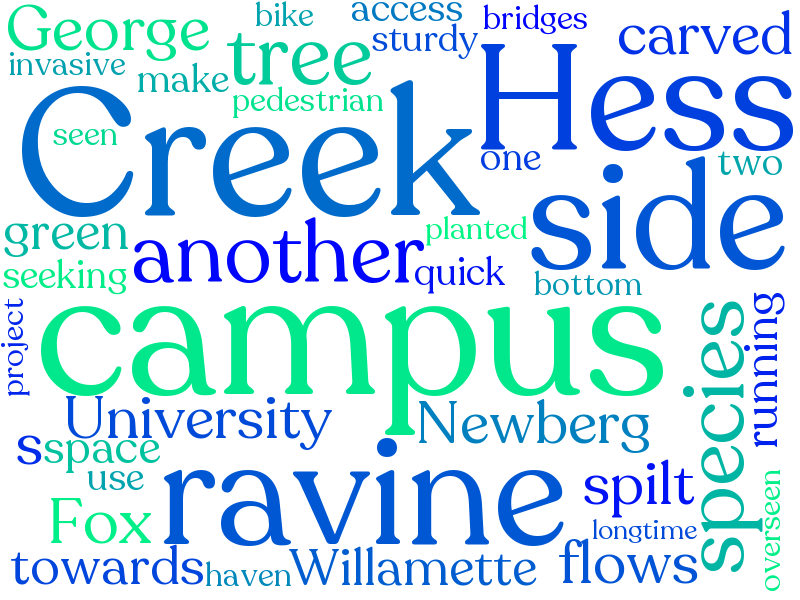 George
bike
access
bridges
carved
invasive
make
tree
sturdy
Hess
pedestrian
seen
Creek
one
two
side
green
another
planted
seeking
quick
bottom
project
campus
species
running
University
Newberg
s
space
use
ravine
spilt
overseen
Fox
longtime
towards
haven
Willamette
flows